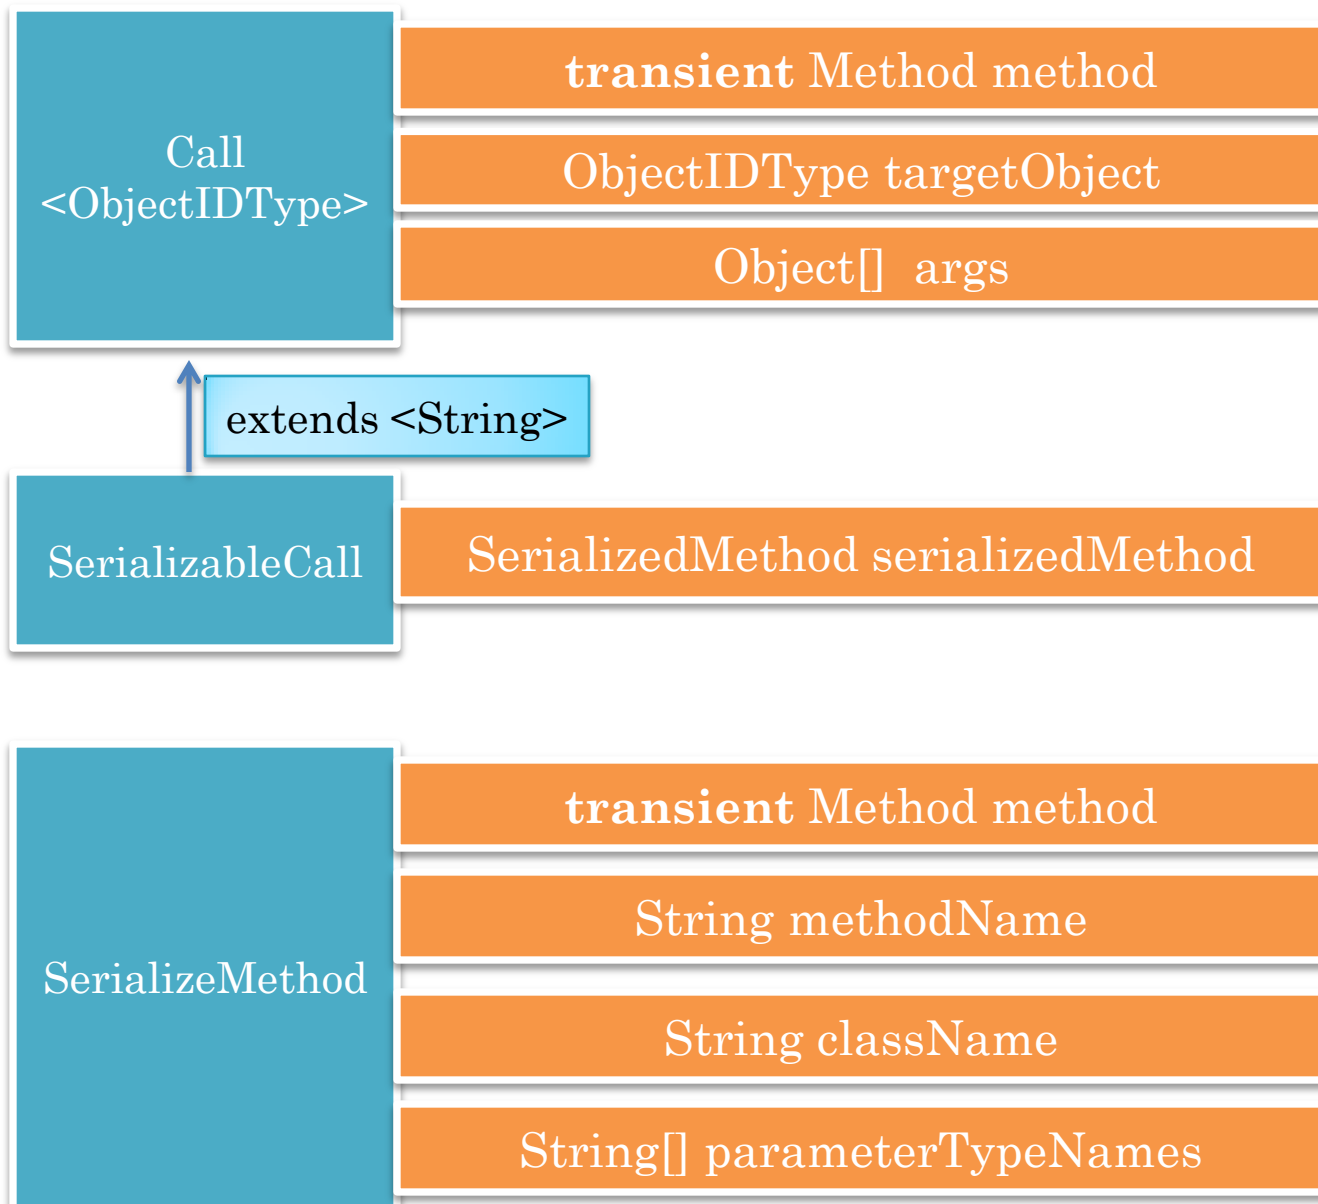 Call
<ObjectIDType>
transient Method method
ObjectIDType targetObject
Object[] args
extends <String>
SerializableCall
SerializedMethod serializedMethod
SerializeMethod
transient Method method
String methodName
String className
String[] parameterTypeNames